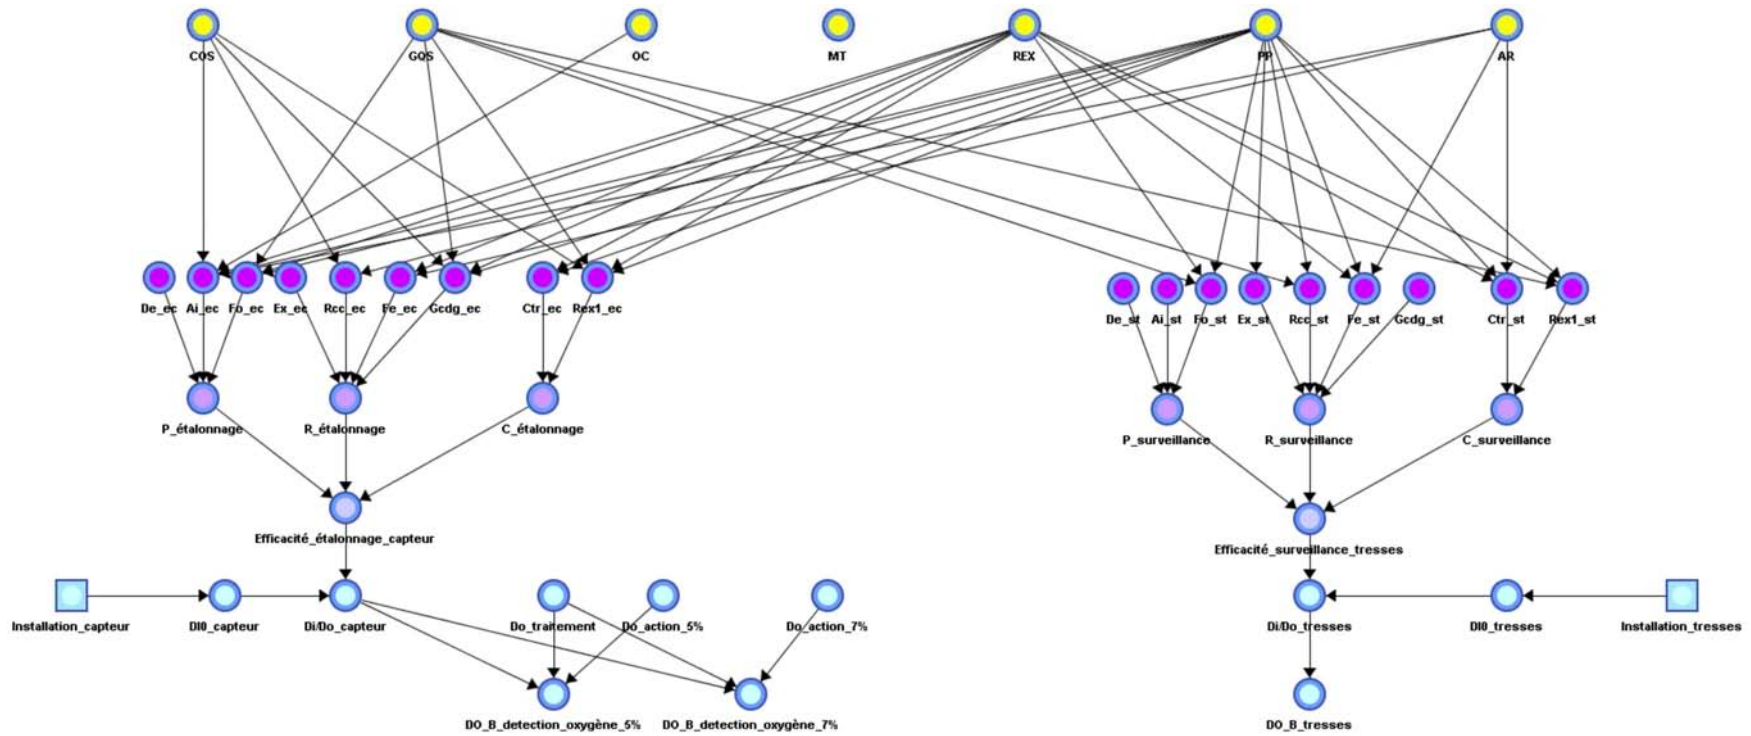 COS GOS OC MT REX PP AR
De_ec Ai_ec Fo_ec Ex_ec Rcc_ec Fe_ec Gcdg_ec Ctr_ec Rex1_ec
De_st Ai_st Fo_st Ex_st Rcc_st Fe_st Gcdg_st Ctr_st Rex1_st
P_étalonnage R_étalonnage C_étalonnage
P_surveillance R_surveillance C_surveillance
Efficacité_étalonnage_capteur
Efficacité_surveillance_tresses
Installation_capteur DI0_capteur Di/Do_capteur Do_traitement Do_action_5% Do_action_7% Di/Do_tresses DI0_tresses Installation_tresses
DO_B_detection_oxygène_5% DO_B_detection_oxygène_7% DO_B_tresses